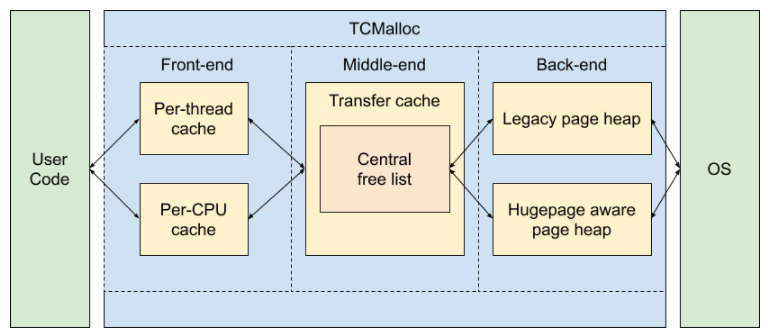 TCMalloc
Front-end
Middle-end
Back-end
User
Code
Per-thread
cache
Per-CPU
cache
Transfer cache
Central
free list
Legacy page heap
Hugepage aware
page heap
OS